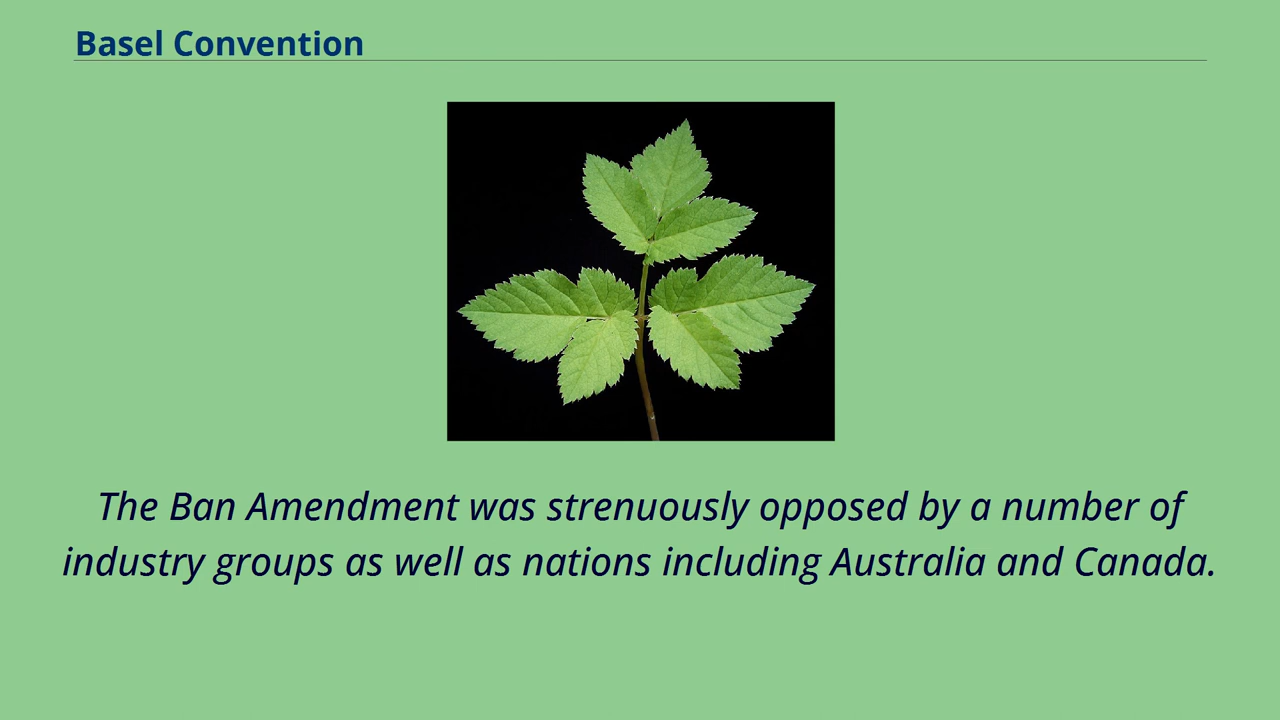 Basel Convention
The Ban Amendment was strenuously opposed by a number of
industry groups as well as nations including Australia and Canada.